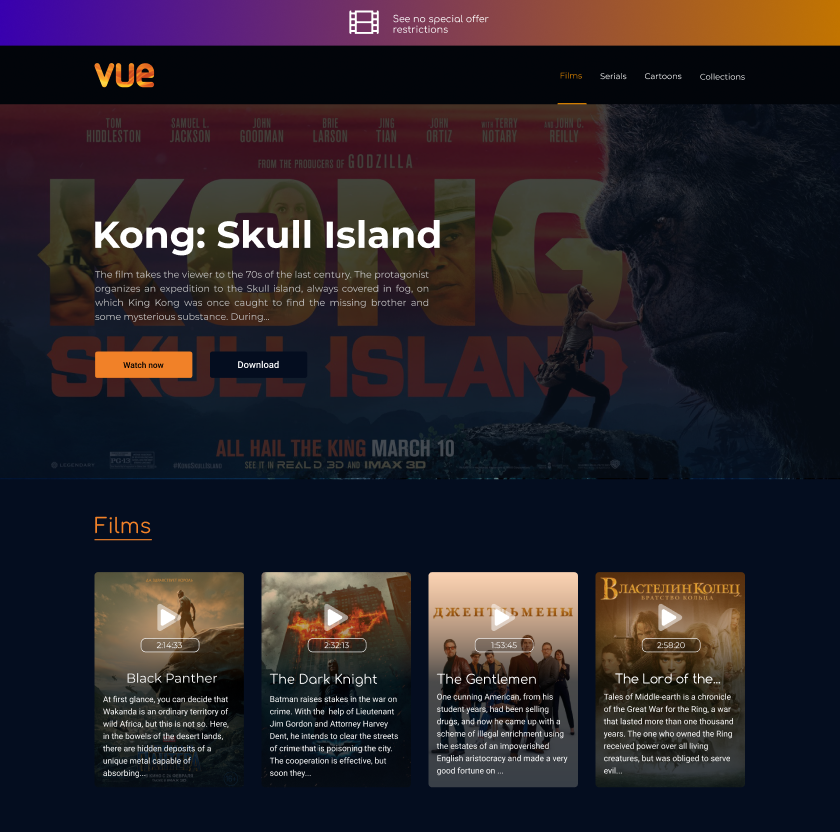 See no special offer
restrictions
vue
Films Serials Cartoons Collections
TOM HIDDLESTON SAMUEL L. JACKSON JOHN GOODMAN BRIE LARSON JING TIAN JOHN ORTIZ WITH TERRY NOTARY AND JOHN C. REILLY
FROM THE PRODUCERS OF GODZILLA
KONG
Kong: Skull Island
The film takes the viewer to the 70s of the last century. The protagonist
organizes an expedition to the Skull island, always covered in fog, on
which King Kong was once caught to find the missing brother and
some mysterious substance. During...
SKULL ISLAND
Watch now Download
ALL HAIL THE KING MARCH 10
LEGENDARY PG-13 #KONGSKULLISLAND SEE IT IN REAL D 3D AND IMAX 3D
Films
ВЛАСТЕЛИН КОЛЕЦ
БРАТСТВО КОЛЬЦА
ДЖЕНТЛЬМЕНЫ
2:14:33 2:32:13 1:53:45 2:58:20
Black Panther
At first glance, you can decide that
Wakanda is an ordinary territory of
wild Africa, but this is not so. Here,
in the bowels of the desert lands,
there are hidden deposits of a
unique metal capable of
absorbing...
The Dark Knight
Batman raises stakes in the war on
crime. With the help of Lieutenant
Jim Gordon and Attorney Harvey
Dent, he intends to clear the streets
of crime that is poisoning the city.
The cooperation is effective, but
soon they...
The Gentlemen
One cunning American, from his
student years, had been selling
drugs, and now he came up with a
scheme of illegal enrichment using
the estates of an impoverished
English aristocracy and made a very
good fortune on ...
The Lord of the...
Tales of Middle-earth is a chronicle
of the Great War for the Ring, a war
that lasted more than one thousand
years. The one who owned the Ring
received power over all living
creatures, but was obliged to serve
evil...